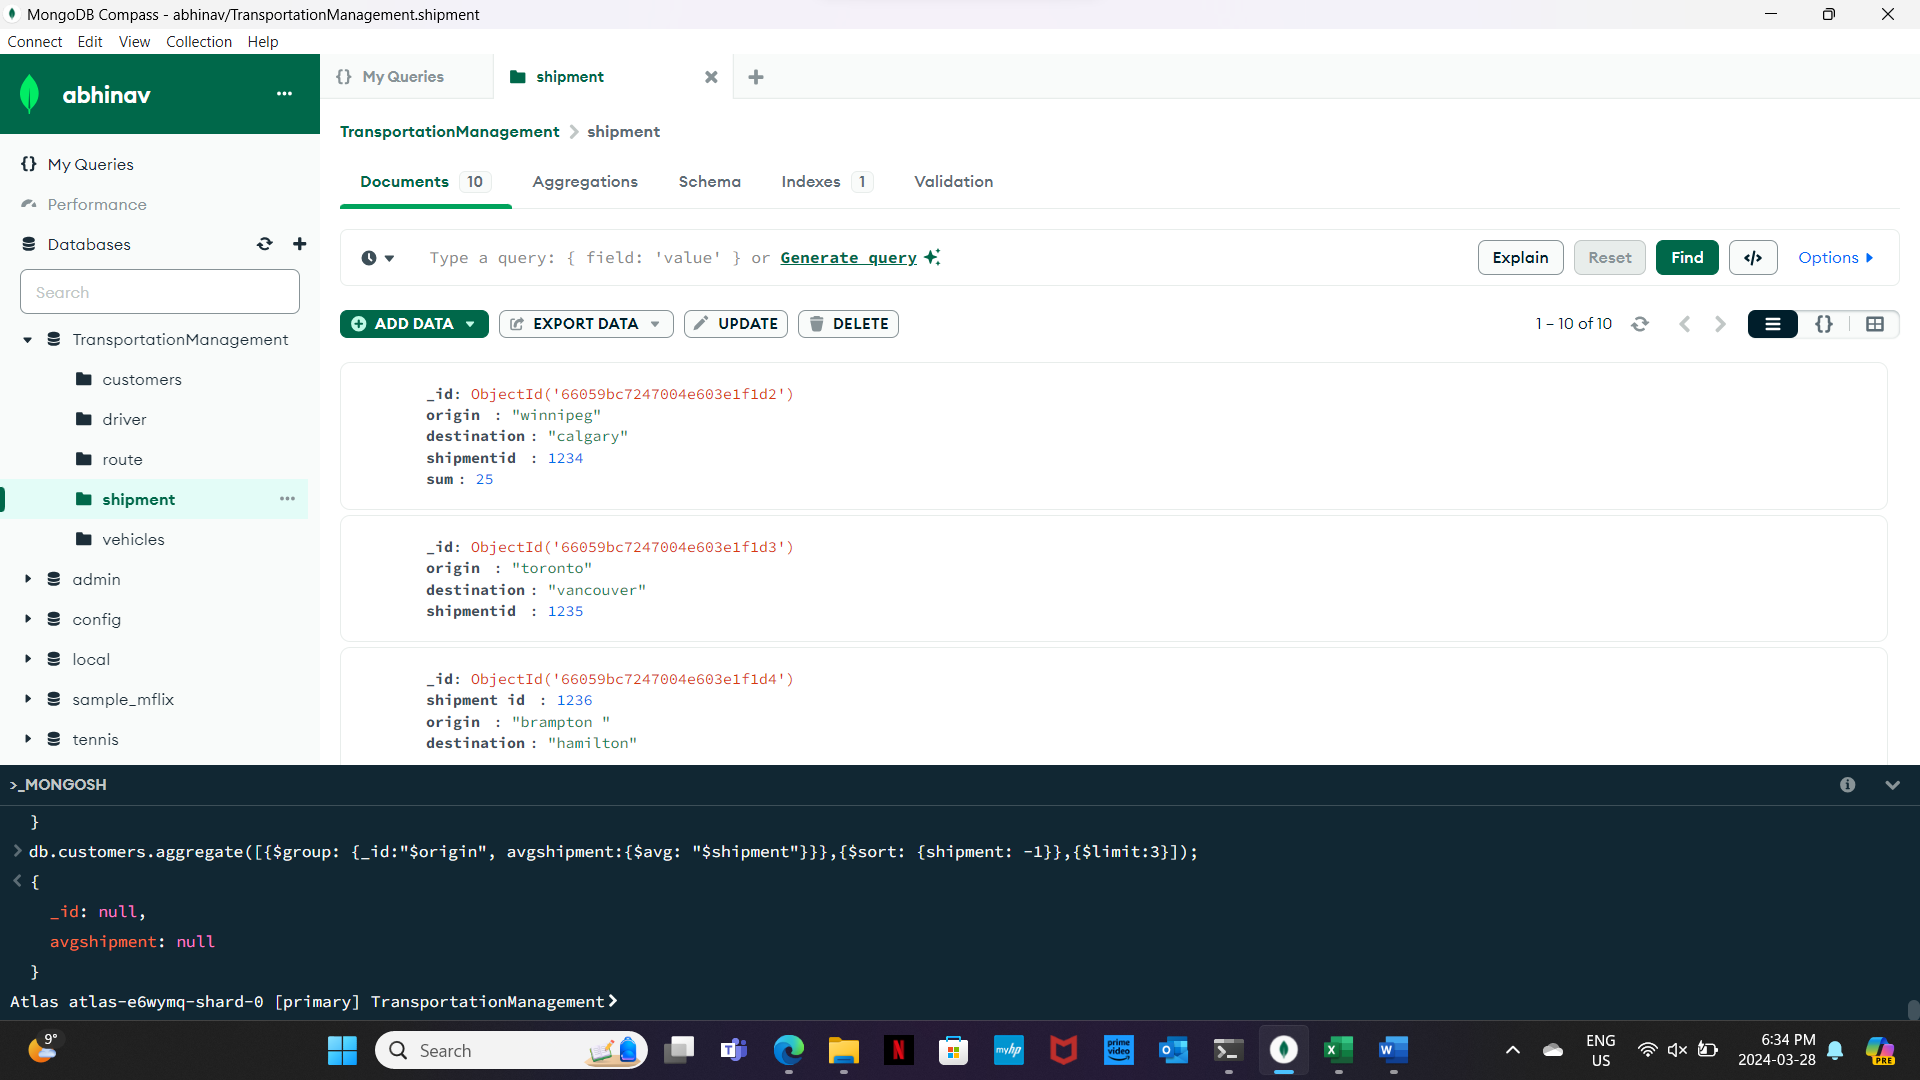 MongoDB Compass - abhinav/TransportationManagement.shipment
Connect Edit View Collection Help
abhinav
{} My Queries
shipment
TransportationManagement > shipment
{} My Queries
Performance
Databases
Search
TransportationManagement
customers
driver
route
shipment
vehicles
admin
config
local
sample_mflix
tennis
Documents 10 Aggregations Schema Indexes 1 Validation
Type a query: { field: 'value' } or Generate query
Explain Reset Find </> Options
ADD DATA EXPORT DATA UPDATE DELETE
1 – 10 of 10 {}
_id: ObjectId('66059bc7247004e603e1f1d2')
origin : "winnipeg"
destination : "calgary"
shipmentid : 1234
sum : 25
_id: ObjectId('66059bc7247004e603e1f1d3')
origin : "toronto"
destination : "vancouver"
shipmentid : 1235
_id: ObjectId('66059bc7247004e603e1f1d4')
shipment id : 1236
origin : "brampton "
destination : "hamilton"
>_MONGOSH
}
> db.customers.aggregate([{$group: {_id:"$origin", avgshipment:{$avg: "$shipment"}}},{$sort: {shipment: -1}},{$limit:3}]);
< {
_id: null,
avgshipment: null
}
Atlas atlas-e6wymq-shard-0 [primary] TransportationManagement>
9°
Search
N
myhp
prime video
ENG
US
6:34 PM
2024-03-28
PRE